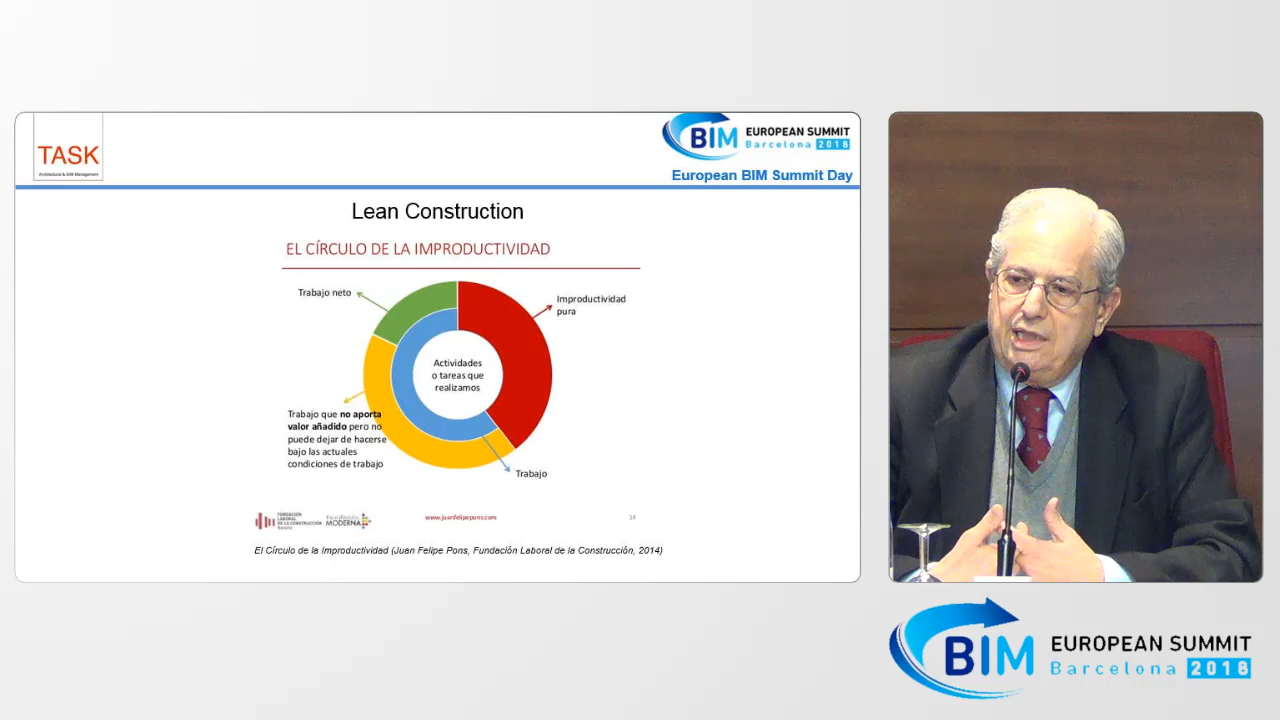 TASK
Architectural & BIM Management
BIM EUROPEAN SUMMIT
Barcelona 2018
European BIM Summit Day
Lean Construction
EL CÍRCULO DE LA IMPRODUCTIVIDAD
Trabajo neto
Improductividad
pura
Actividades
o tareas que
realizamos
Trabajo que no aporta
valor añadido pero no
puede dejar de hacerse
bajo las actuales
condiciones de trabajo
Trabajo
FUNDACIÓN
LABORAL
DE LA CONSTRUCCIÓN
MODERNA
www.juanfelipepons.com
14
El Círculo de la Improductividad (Juan Felipe Pons, Fundación Laboral de la Construcción, 2014)
BIM EUROPEAN SUMMIT
Barcelona 2018